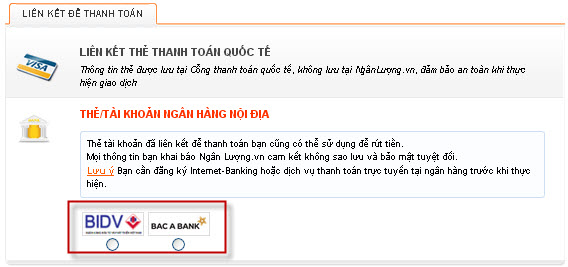 LIÊN KẾT ĐỂ THANH TOÁN
VISA
LIÊN KẾT THẺ THANH TOÁN QUỐC TẾ
Thông tin thẻ được lưu tại Cổng thanh toán quốc tế, không lưu tại NgânLượng.vn, đảm bảo an toàn khi thực
hiện giao dịch
THẺ/TÀI KHOẢN NGÂN HÀNG NỘI ĐỊA
Thẻ tài khoản đã liên kết để thanh toán bạn cũng có thể sử dụng để rút tiền.
Mọi thông tin bạn khai báo Ngân Lượng.vn cam kết không sao lưu và bảo mật tuyệt đối.
Lưu ý Bạn cần đăng ký Internet-Banking hoặc dịch vụ thanh toán trực tuyến tại ngân hàng trước khi thực
hiện.
BIDV
BAC A BANK